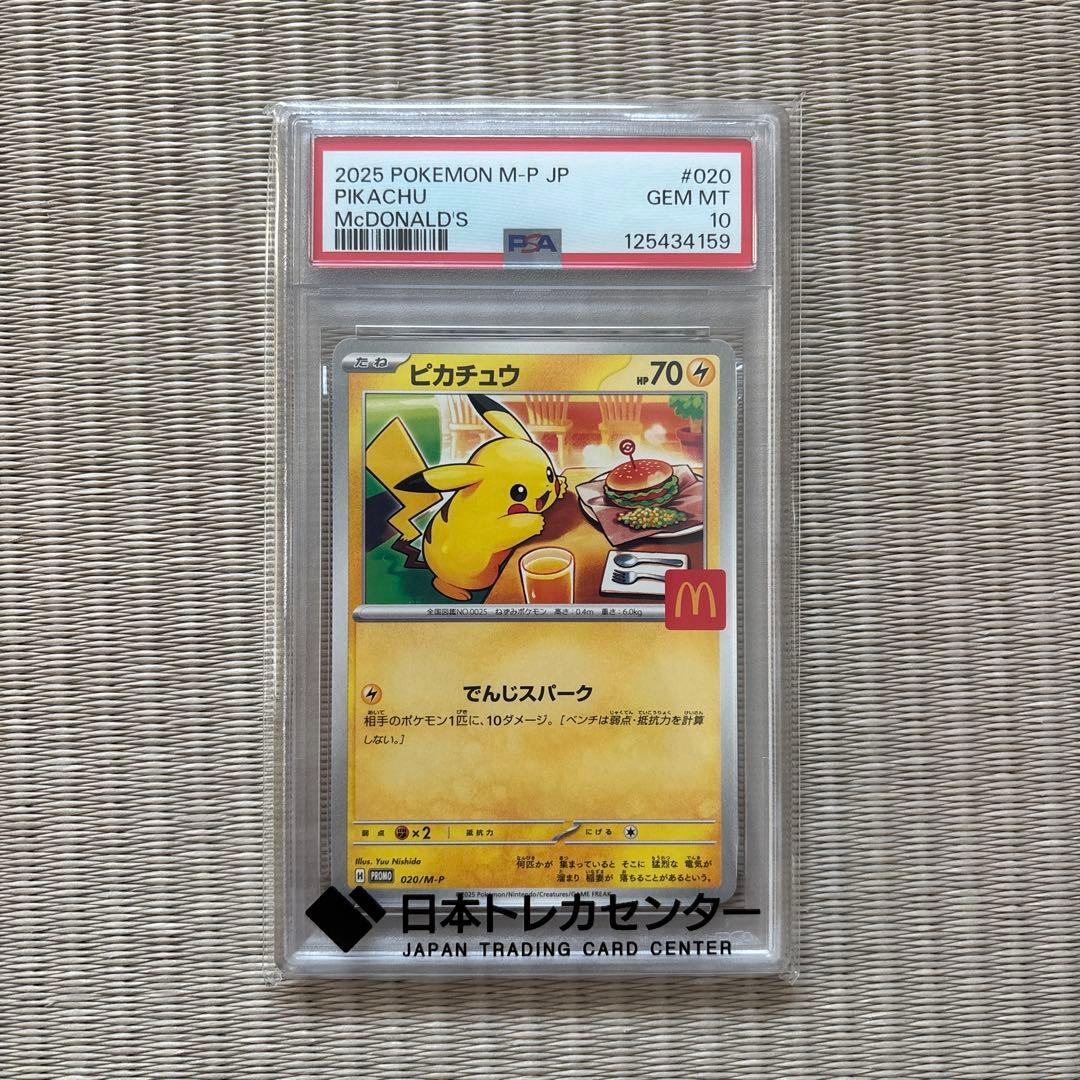 2025 POKEMON M-P JP #020
PIKACHU GEM MT
McDONALD'S 10
PSA 125434159
たね ピカチュウ HP 70
全国図鑑NO.0025 ねずみポケモン 高さ:0.4m 重さ:6.0kg
M
でんじスパーク
相手のポケモン1匹に、10ダメージ。[ベンチは弱点・抵抗力を計算
しない。]
弱点 ×2 抵抗力 にげる
Illus. Yuu Nishida
何匹かが 集まっていると そこに 猛烈な 電気が
溜まり 稲妻が 落ちることがあるという。
H PROMO 020/M-P
©2025 Pokémon/Nintendo/Creatures/GAME FREAK
日本トレカセンター
JAPAN TRADING CARD CENTER